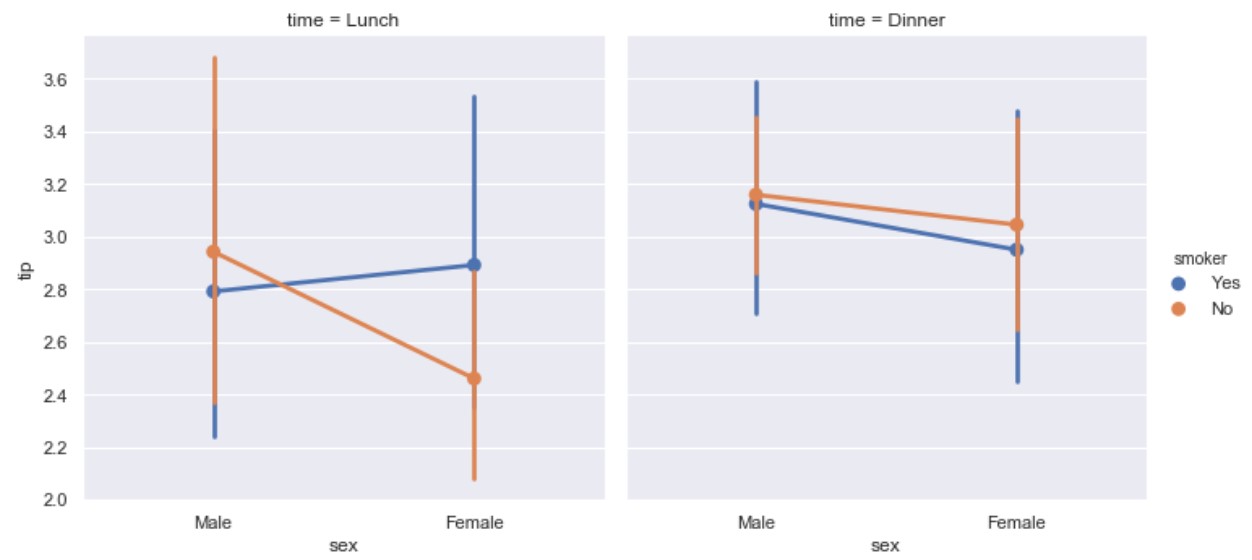 time = Lunch
time = Dinner
3.6
3.4
3.2
3.0
2.8
2.6
2.4
2.2
2.0
tip
Male
Female
sex
Male
Female
sex
smoker
Yes
No